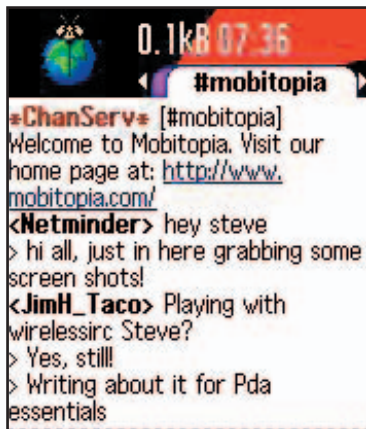 0.1kB 07:36
#mobitopia
*ChanServ* [#mobitopia]
Welcome to Mobitopia. Visit our
home page at: http://www.
mobitopia.com/
<Netminder> hey steve
> hi all, just in here grabbing some
screen shots!
<JimH_Taco> Playing with
wirelessirc Steve?
> Yes, still!
> Writing about it for Pda
essentials